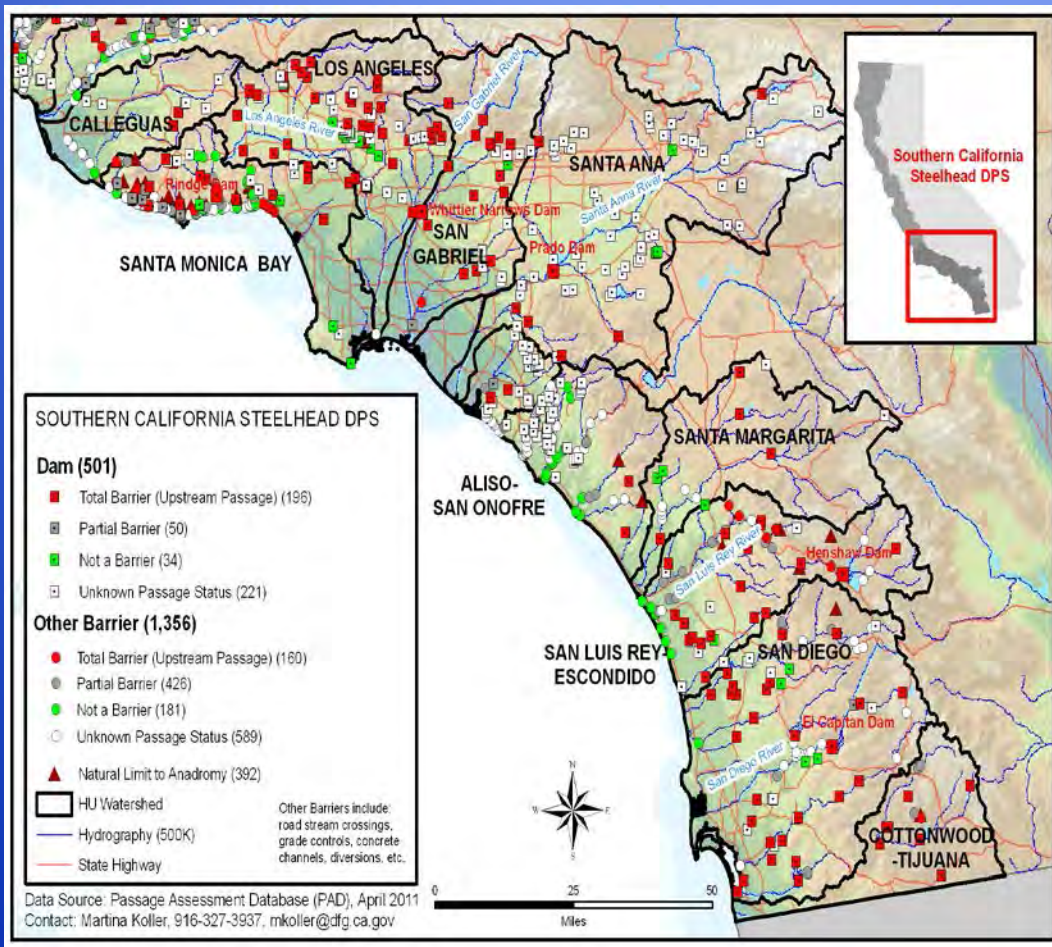 LOS ANGELES
CALLEGUAS
Los Angeles River
San Gabriel River
SANTA ANA
Rindge Dam
Santa Anna River
Whittier Narrows Dam
SAN
GABRIEL
Prado Dam
SANTA MONICA BAY
Southern California
Steelhead DPS
SANTA MARGARITA
ALISO-
SAN ONOFRE
Henshaw Dam
San Luis Rey River
SAN LUIS REY-
ESCONDIDO
SAN DIEGO
El Capitan Dam
San Diego River
COTTONWOOD
-TIJUANA
SOUTHERN CALIFORNIA STEELHEAD DPS
Dam (501)
Total Barrier (Upstream Passage) (196)
Partial Barrier (50)
Not a Barrier (34)
Unknown Passage Status (221)
Other Barrier (1,356)
Total Barrier (Upstream Passage) (160)
Partial Barrier (426)
Not a Barrier (181)
Unknown Passage Status (589)
Natural Limit to Anadromy (392)
HU Watershed
Hydrography (500K)
State Highway
Other Barriers include:
road stream crossings,
grade controls, concrete
channels, diversions, etc.
N
W
E
S
0 25 50
Miles
Data Source: Passage Assessment Database (PAD), April 2011
Contact: Martina Koller, 916-327-3937, mkoller@dfg.ca.gov